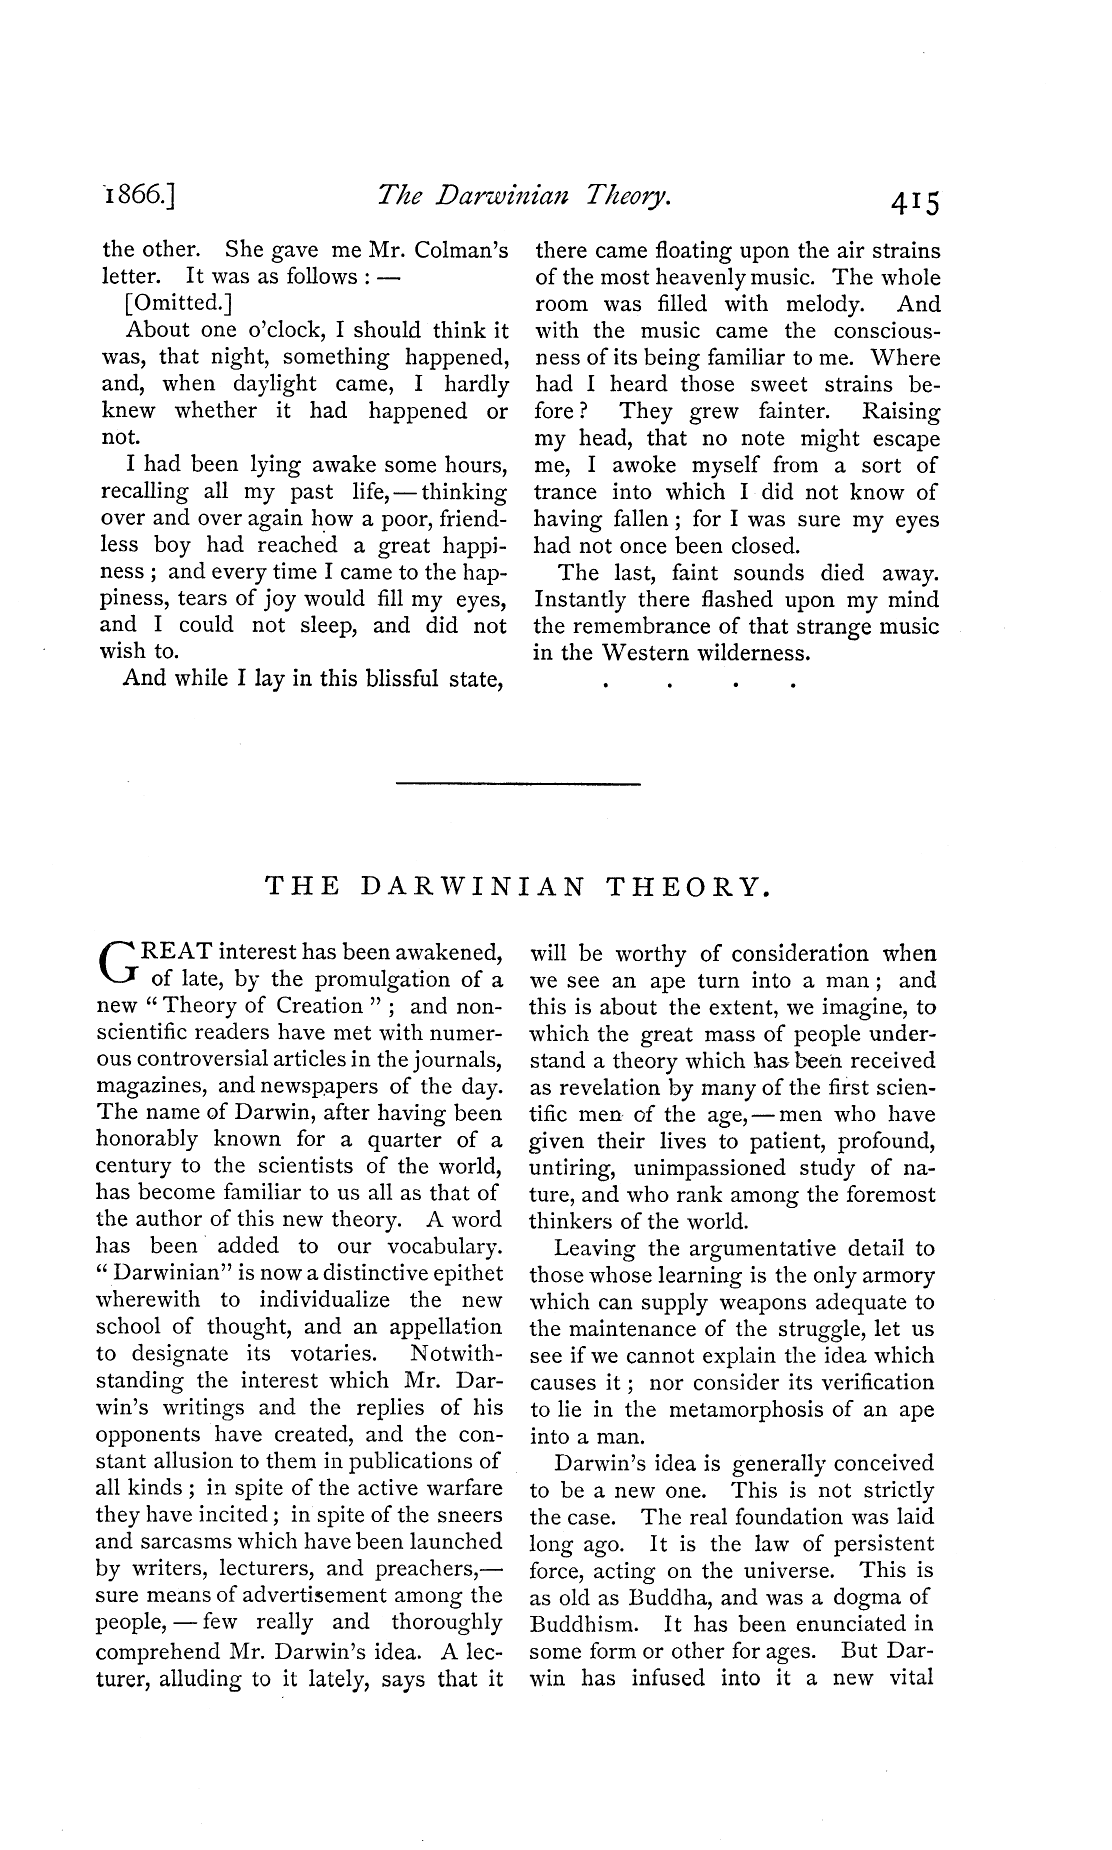 1866.] The Darwinian Theory. 415
the other. She gave me Mr. Colman's
letter. It was as follows : —
[Omitted.]
About one o'clock, I should think it
was, that night, something happened,
and, when daylight came, I hardly
knew whether it had happened or
not.
I had been lying awake some hours,
recalling all my past life, — thinking
over and over again how a poor, friend-
less boy had reached a great happi-
ness ; and every time I came to the hap-
piness, tears of joy would fill my eyes,
and I could not sleep, and did not
wish to.
And while I lay in this blissful state,
there came floating upon the air strains
of the most heavenly music. The whole
room was filled with melody. And
with the music came the conscious-
ness of its being familiar to me. Where
had I heard those sweet strains be-
fore ? They grew fainter. Raising
my head, that no note might escape
me, I awoke myself from a sort of
trance into which I did not know of
having fallen ; for I was sure my eyes
had not once been closed.
The last, faint sounds died away.
Instantly there flashed upon my mind
the remembrance of that strange music
in the Western wilderness.
. . . .
THE DARWINIAN THEORY.
GREAT interest has been awakened,
of late, by the promulgation of a
new " Theory of Creation " ; and non-
scientific readers have met with numer-
ous controversial articles in the journals,
magazines, and newspapers of the day.
The name of Darwin, after having been
honorably known for a quarter of a
century to the scientists of the world,
has become familiar to us all as that of
the author of this new theory. A word
has been added to our vocabulary.
" Darwinian" is now a distinctive epithet
wherewith to individualize the new
school of thought, and an appellation
to designate its votaries. Notwith-
standing the interest which Mr. Dar-
win's writings and the replies of his
opponents have created, and the con-
stant allusion to them in publications of
all kinds ; in spite of the active warfare
they have incited ; in spite of the sneers
and sarcasms which have been launched
by writers, lecturers, and preachers,—
sure means of advertisement among the
people, — few really and thoroughly
comprehend Mr. Darwin's idea. A lec-
turer, alluding to it lately, says that it
will be worthy of consideration when
we see an ape turn into a man ; and
this is about the extent, we imagine, to
which the great mass of people under-
stand a theory which has been received
as revelation by many of the first scien-
tific men of the age, — men who have
given their lives to patient, profound,
untiring, unimpassioned study of na-
ture, and who rank among the foremost
thinkers of the world.
Leaving the argumentative detail to
those whose learning is the only armory
which can supply weapons adequate to
the maintenance of the struggle, let us
see if we cannot explain the idea which
causes it ; nor consider its verification
to lie in the metamorphosis of an ape
into a man.
Darwin's idea is generally conceived
to be a new one. This is not strictly
the case. The real foundation was laid
long ago. It is the law of persistent
force, acting on the universe. This is
as old as Buddha, and was a dogma of
Buddhism. It has been enunciated in
some form or other for ages. But Dar-
win has infused into it a new vital